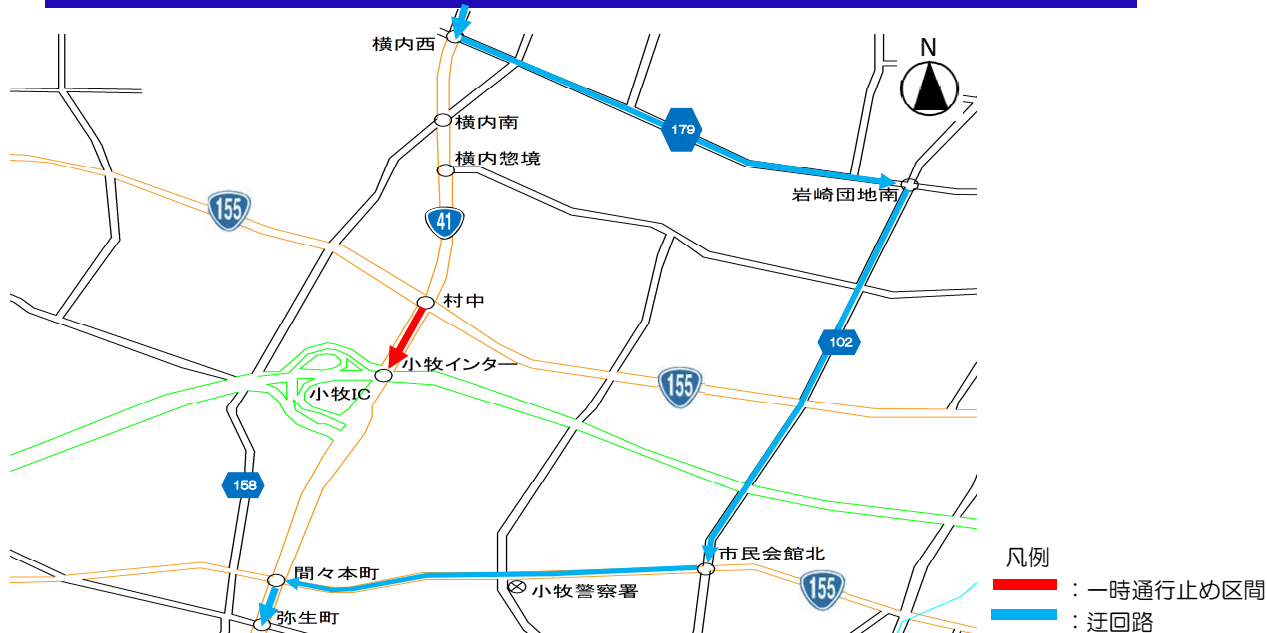 横内西
N
横内南
179
横内惣境
岩崎団地南
155
41
村中
102
小牧インター
155
小牧IC
158
市民会館北
間々本町
小牧警察署
155
弥生町
凡例
：一時通行止め区間
：迂回路